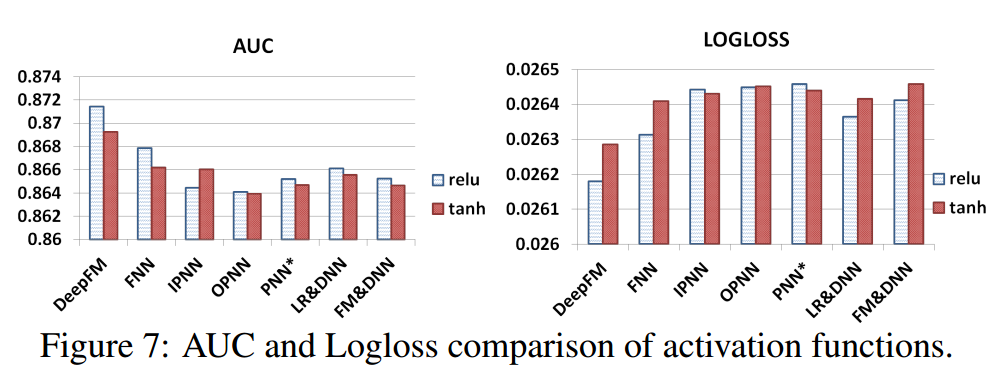 AUC
0.874
0.872
0.87
0.868
0.866
0.864
0.862
0.86
DeepFM
FNN
IPNN
OPNN
PNN*
LR&DNN
FM&DNN
relu
tanh
LOGLOSS
0.0265
0.0264
0.0263
0.0262
0.0261
0.026
DeepFM
FNN
IPNN
OPNN
PNN*
LR&DNN
FM&DNN
relu
tanh
Figure 7: AUC and Logloss comparison of activation functions.